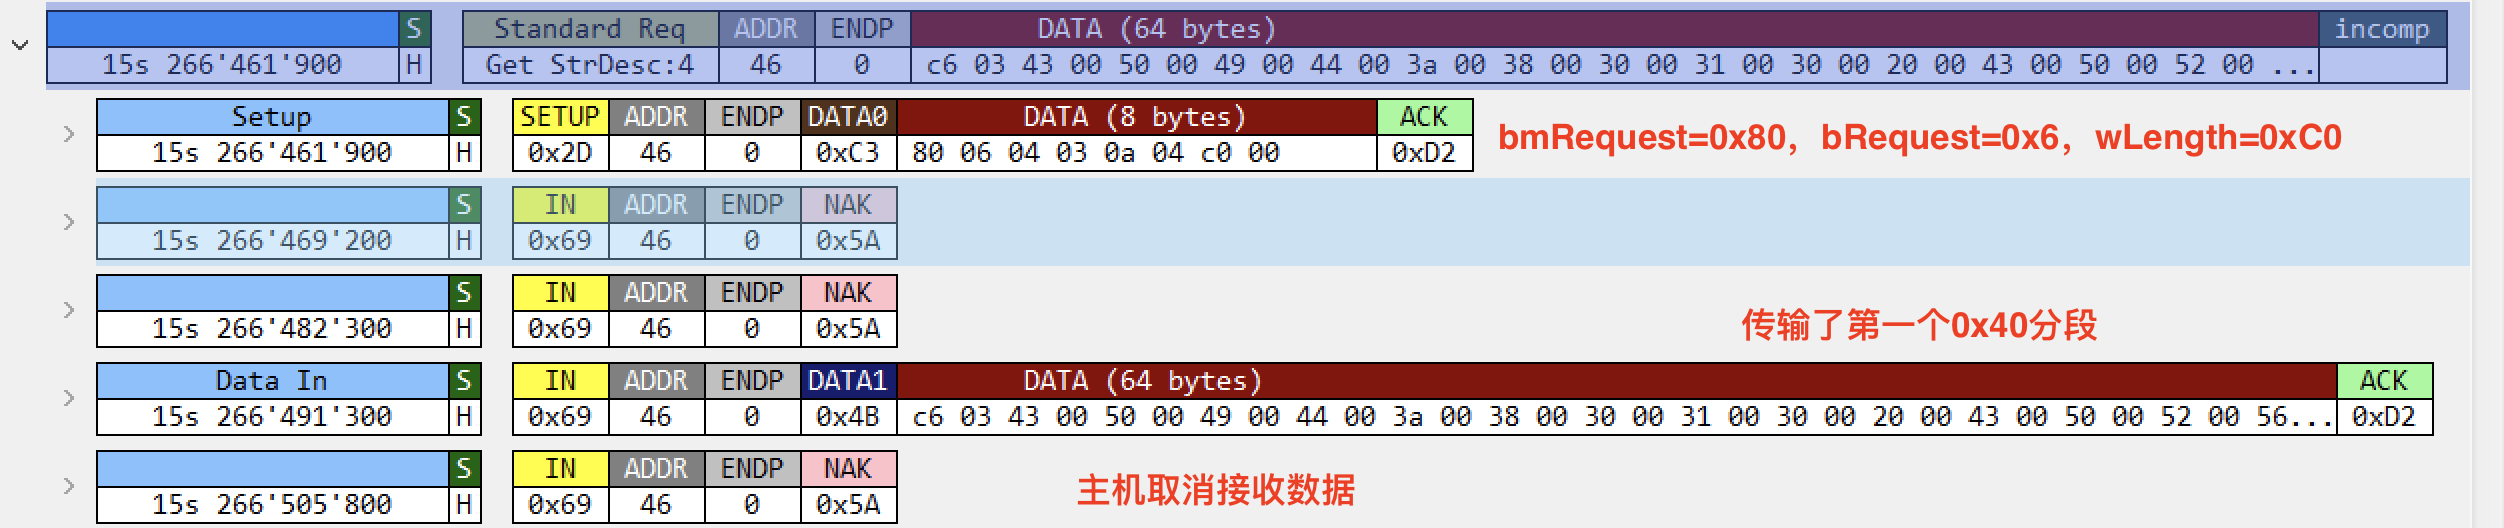 S Standard Req ADDR ENDP DATA (64 bytes) incomp
15s 266'461'900 H Get StrDesc:4 46 0 c6 03 43 00 50 00 49 00 44 00 3a 00 38 00 30 00 31 00 30 00 20 00 43 00 50 00 52 00 ...
Setup S SETUP ADDR ENDP DATA0 DATA (8 bytes) ACK
15s 266'461'900 H 0x2D 46 0 0xC3 80 06 04 03 0a 04 c0 00 0xD2
bmRequest=0x80，bRequest=0x6，wLength=0xC0
S IN ADDR ENDP NAK
15s 266'469'200 H 0x69 46 0 0x5A
S IN ADDR ENDP NAK
15s 266'482'300 H 0x69 46 0 0x5A
传输了第一个0x40分段
Data In S IN ADDR ENDP DATA1 DATA (64 bytes) ACK
15s 266'491'300 H 0x69 46 0 0x4B c6 03 43 00 50 00 49 00 44 00 3a 00 38 00 30 00 31 00 30 00 20 00 43 00 50 00 52 00 56... 0xD2
S IN ADDR ENDP NAK
15s 266'505'800 H 0x69 46 0 0x5A
主机取消接收数据